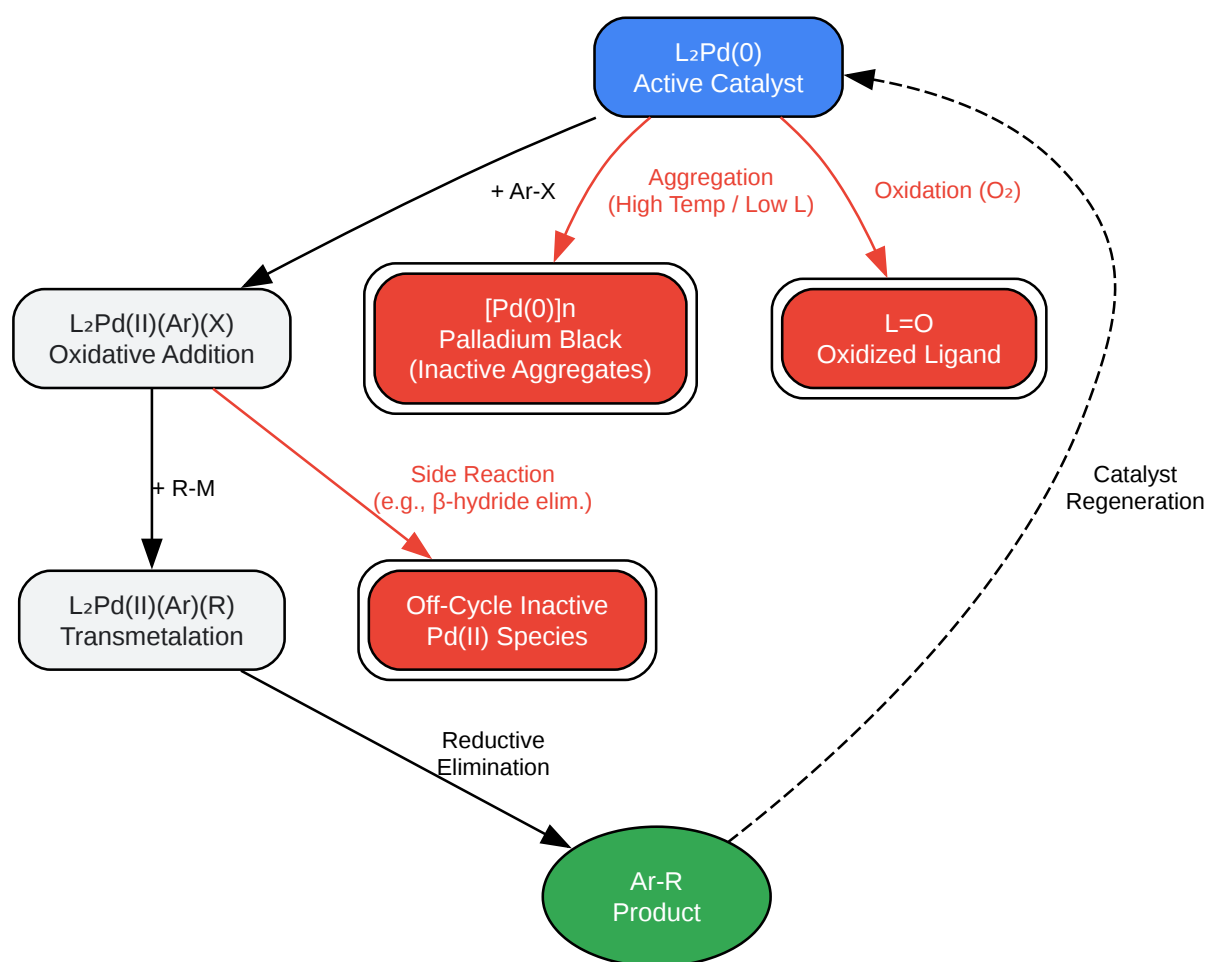 L₂Pd(0)
Active Catalyst
+ Ar-X
Aggregation
(High Temp / Low L)
Oxidation (O₂)
L₂Pd(II)(Ar)(X)
Oxidative Addition
[Pd(0)]n
Palladium Black
(Inactive Aggregates)
L=O
Oxidized Ligand
+ R-M
Side Reaction
(e.g., β-hydride elim.)
Catalyst
Regeneration
L₂Pd(II)(Ar)(R)
Transmetalation
Off-Cycle Inactive
Pd(II) Species
Reductive
Elimination
Ar-R
Product